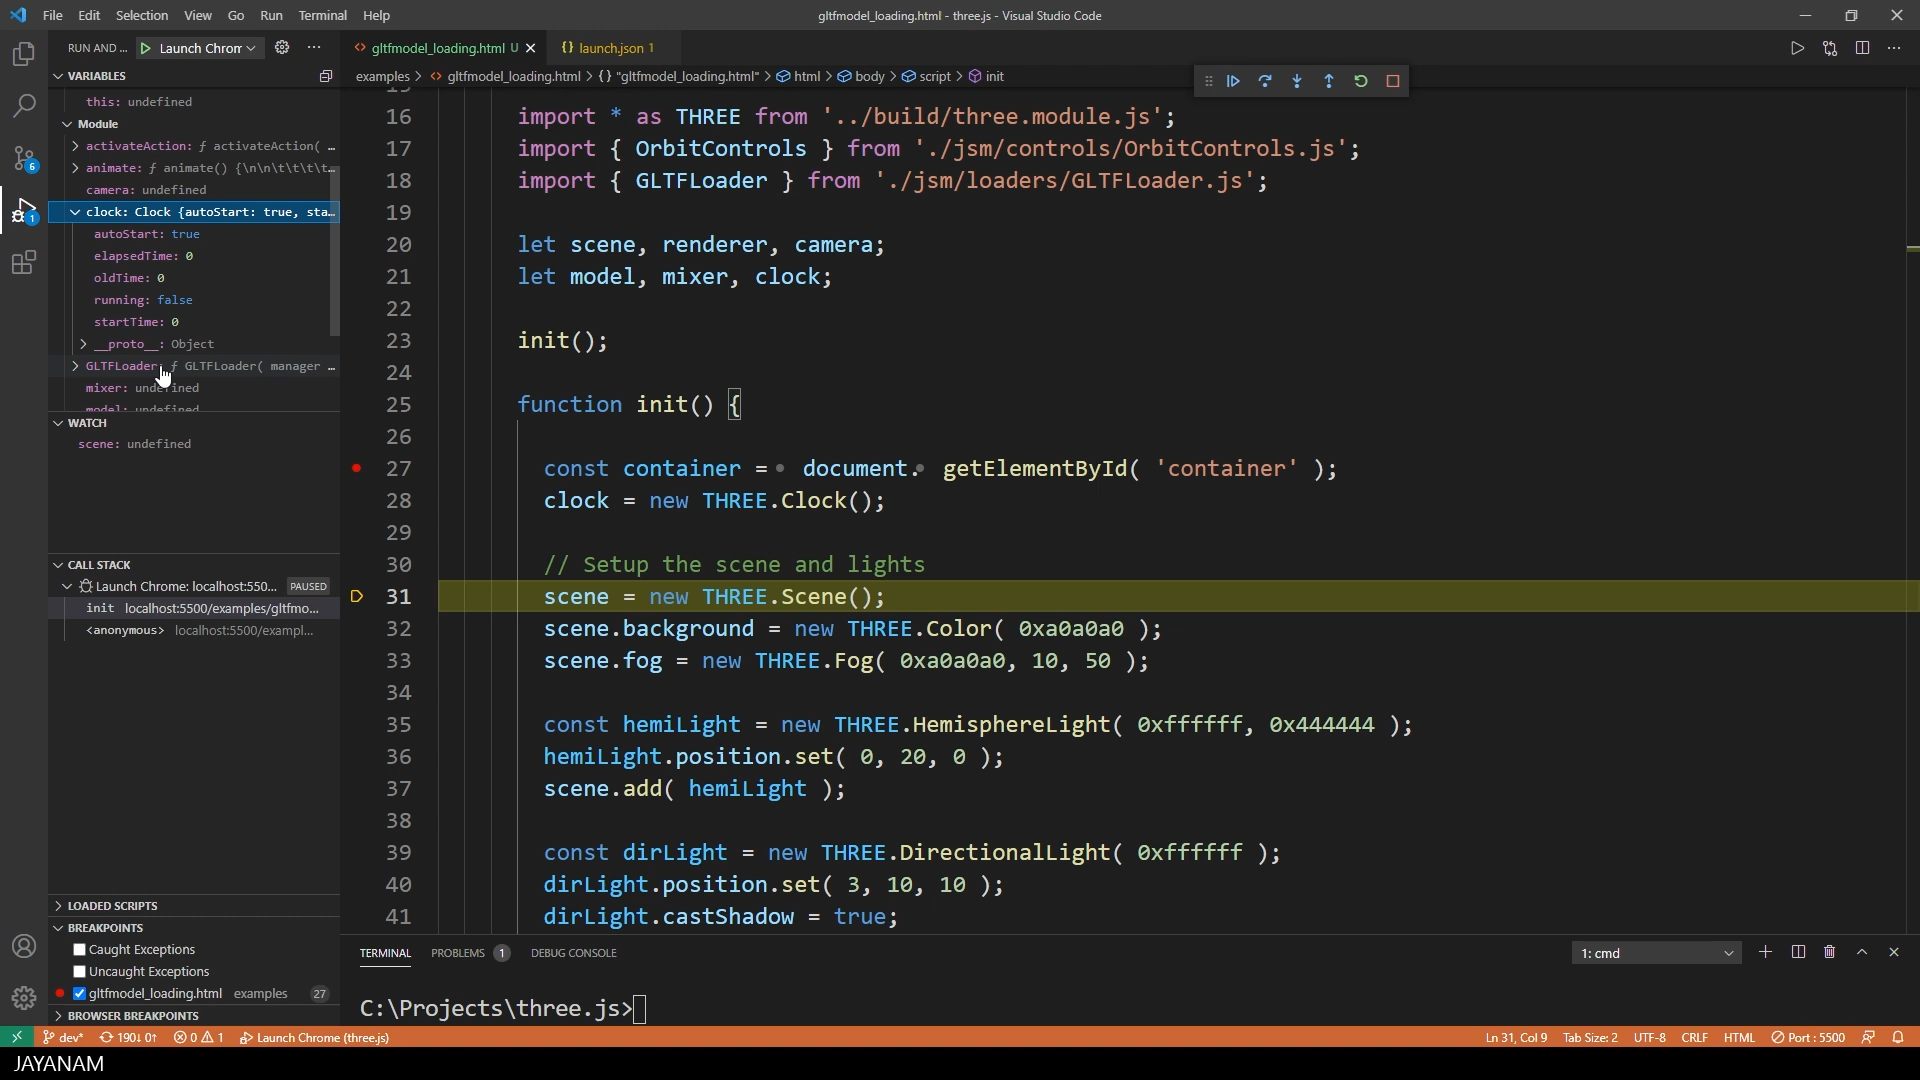 File Edit Selection View Go Run Terminal Help
gltfmodel_loading.html - three.js - Visual Studio Code
RUN AND ... Launch Chrom
gltfmodel_loading.html U
{} launch.json 1
VARIABLES
examples > gltfmodel_loading.html > {} "gltfmodel_loading.html" > html > body > script > init
this: undefined
Module
activateAction: ƒ activateAction( …
animate: ƒ animate() {\n\n\t\t\t\t…
camera: undefined
clock: Clock {autoStart: true, sta…
autoStart: true
elapsedTime: 0
oldTime: 0
running: false
startTime: 0
__proto__: Object
GLTFLoader: ƒ GLTFLoader( manager …
mixer: undefined
model: undefined
WATCH
scene: undefined
CALL STACK
Launch Chrome: localhost:550... PAUSED
init localhost:5500/examples/gltfmo...
<anonymous> localhost:5500/exampl...
LOADED SCRIPTS
BREAKPOINTS
Caught Exceptions
Uncaught Exceptions
gltfmodel_loading.html examples 27
BROWSER BREAKPOINTS
16 import * as THREE from '../build/three.module.js';
17 import { OrbitControls } from './jsm/controls/OrbitControls.js';
18 import { GLTFLoader } from './jsm/loaders/GLTFLoader.js';
19
20 let scene, renderer, camera;
21 let model, mixer, clock;
22
23 init();
24
25 function init() {
26
27 const container = document. getElementById( 'container' );
28 clock = new THREE.Clock();
29
30 // Setup the scene and lights
31 scene = new THREE.Scene();
32 scene.background = new THREE.Color( 0xa0a0a0 );
33 scene.fog = new THREE.Fog( 0xa0a0a0, 10, 50 );
34
35 const hemiLight = new THREE.HemisphereLight( 0xffffff, 0x444444 );
36 hemiLight.position.set( 0, 20, 0 );
37 scene.add( hemiLight );
38
39 const dirLight = new THREE.DirectionalLight( 0xffffff );
40 dirLight.position.set( 3, 10, 10 );
41 dirLight.castShadow = true;
TERMINAL PROBLEMS 1 DEBUG CONSOLE
1: cmd
C:\Projects\three.js>
dev* 190↓ 0↑ 0 1 Launch Chrome (three.js)
Ln 31, Col 9 Tab Size: 2 UTF-8 CRLF HTML Port : 5500
6
1
JAYANAM